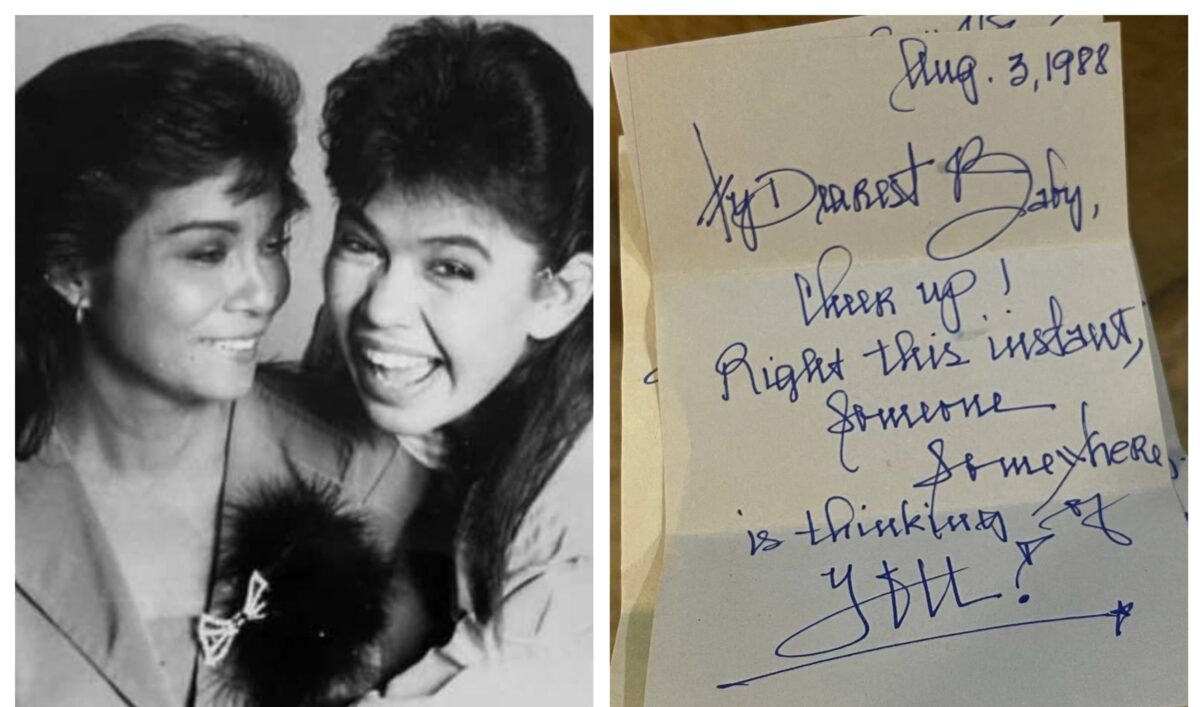 Aug. 3, 1988
My Dearest Baby,
Cheer up!
Right this instant,
Someone
Somewhere,
is thinking of
YOU!